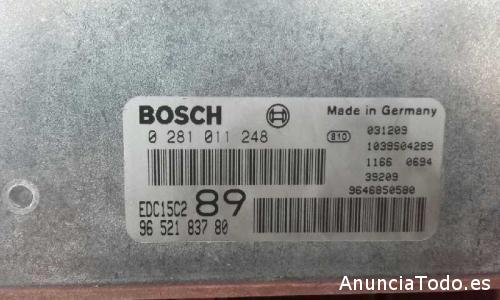 BOSCH
Made in Germany
0 281 011 248
810
031209
1039S04289
1166 0694
39209
9646850580
EDC15C2 89
96 521 837 80
AnunciaTodo.es